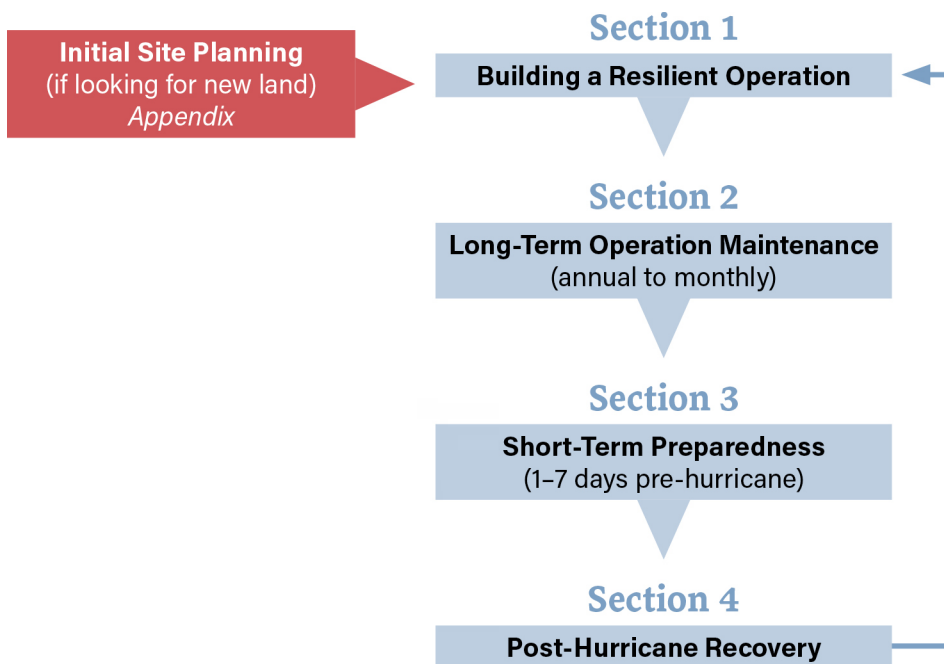 Initial Site Planning
(if looking for new land)
Appendix
Section 1
Building a Resilient Operation
Section 2
Long-Term Operation Maintenance
(annual to monthly)
Section 3
Short-Term Preparedness
(1–7 days pre-hurricane)
Section 4
Post-Hurricane Recovery